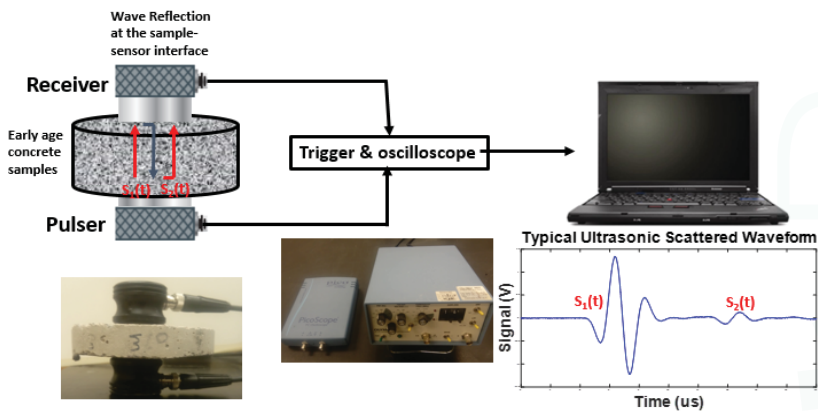 Wave Reflection
at the sample-
sensor interface
Receiver
Early age
concrete
samples
S₁(t)
S₂(t)
Pulser
Trigger & oscilloscope
Typical Ultrasonic Scattered Waveform
S₁(t)
S₂(t)
Signal (V)
Time (us)